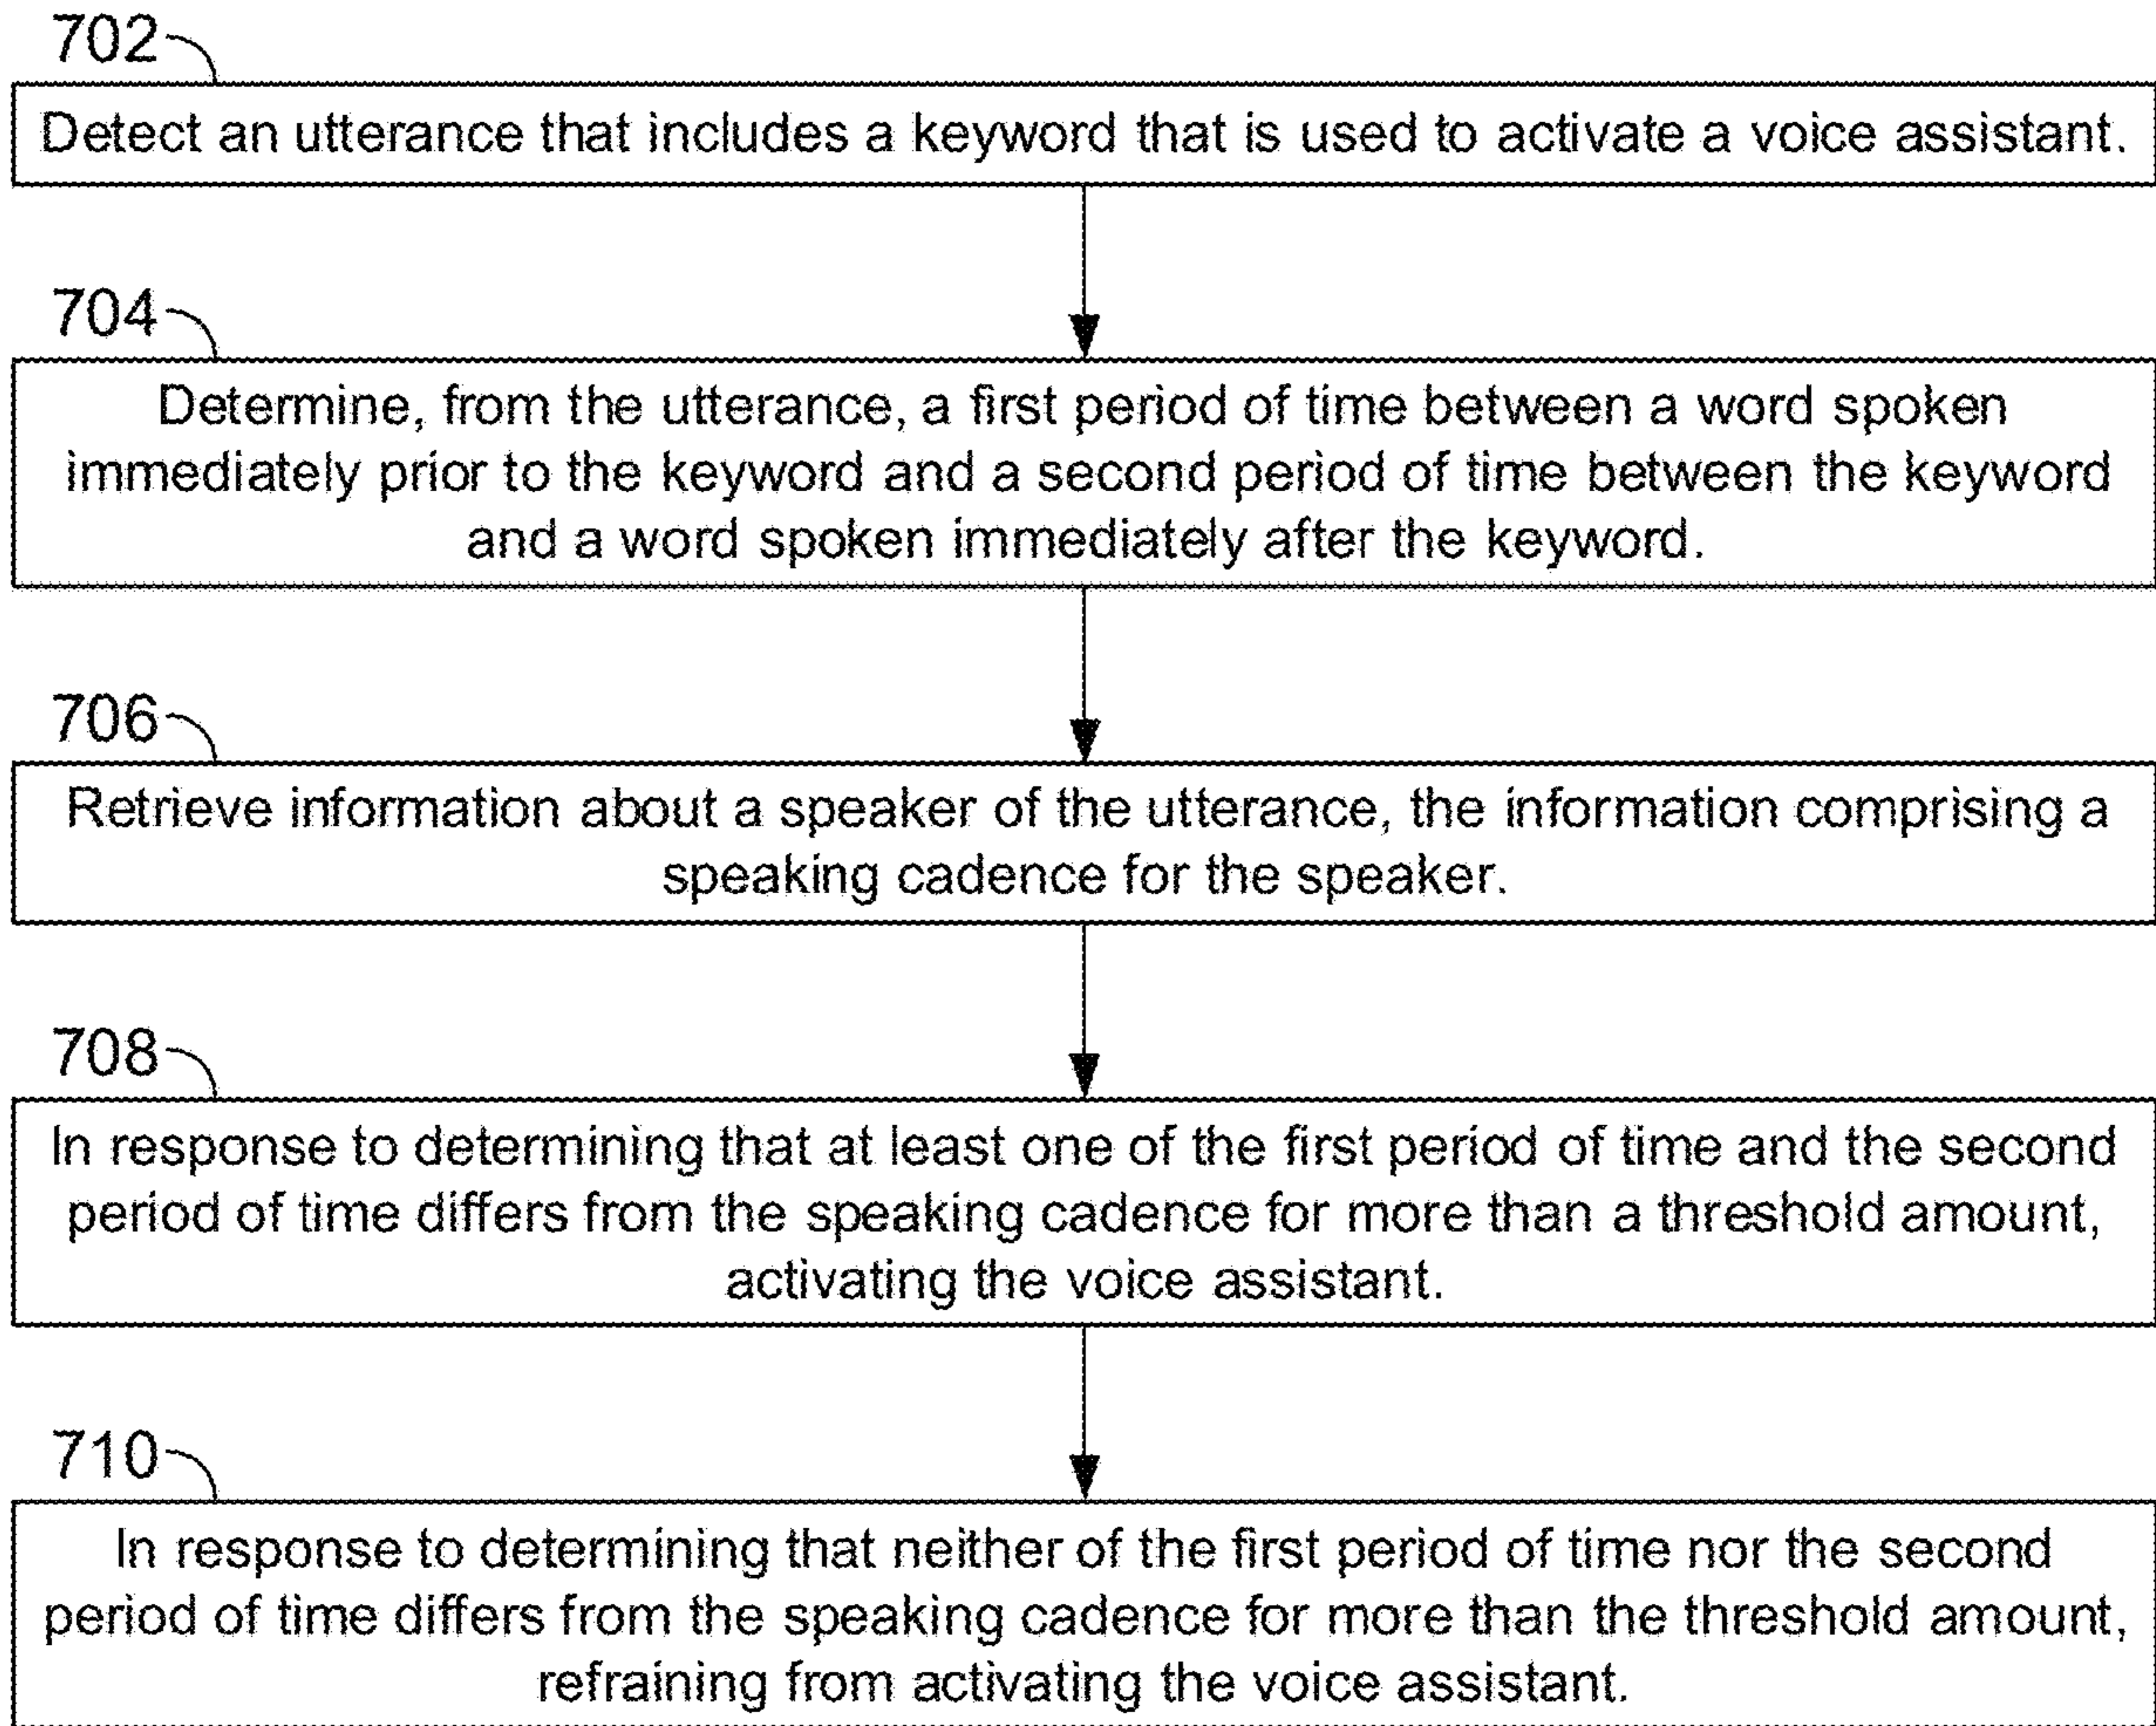 702
Detect an utterance that includes a keyword that is used to activate a voice assistant.
704
Determine, from the utterance, a first period of time between a word spoken
immediately prior to the keyword and a second period of time between the keyword
and a word spoken immediately after the keyword.
706
Retrieve information about a speaker of the utterance, the information comprising a
speaking cadence for the speaker.
708
In response to determining that at least one of the first period of time and the second
period of time differs from the speaking cadence for more than a threshold amount,
activating the voice assistant.
710
In response to determining that neither of the first period of time nor the second
period of time differs from the speaking cadence for more than the threshold amount,
refraining from activating the voice assistant.